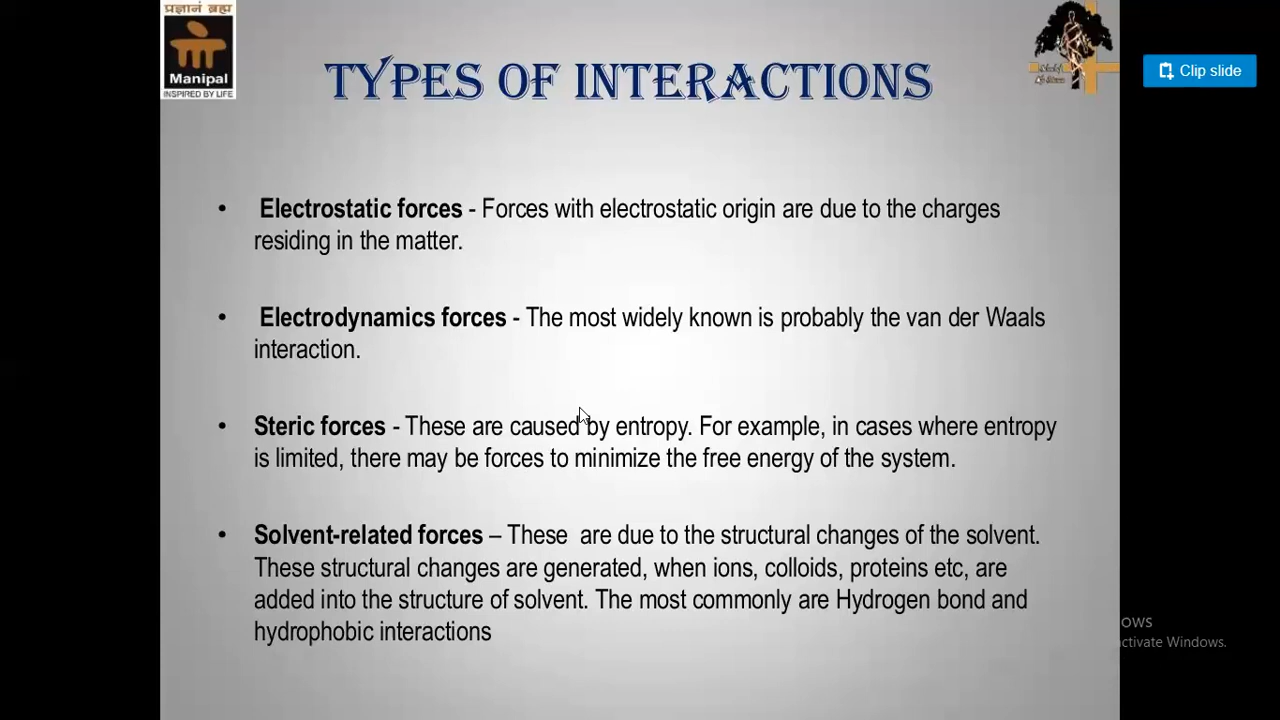 प्रज्ञानं ब्रह्म
Manipal
INSPIRED BY LIFE
TYPES OF INTERACTIONS
Clip slide
• Electrostatic forces - Forces with electrostatic origin are due to the charges
residing in the matter.
• Electrodynamics forces - The most widely known is probably the van der Waals
interaction.
• Steric forces - These are caused by entropy. For example, in cases where entropy
is limited, there may be forces to minimize the free energy of the system.
• Solvent-related forces – These are due to the structural changes of the solvent.
These structural changes are generated, when ions, colloids, proteins etc, are
added into the structure of solvent. The most commonly are Hydrogen bond and
hydrophobic interactions
ows
ctivate Windows.